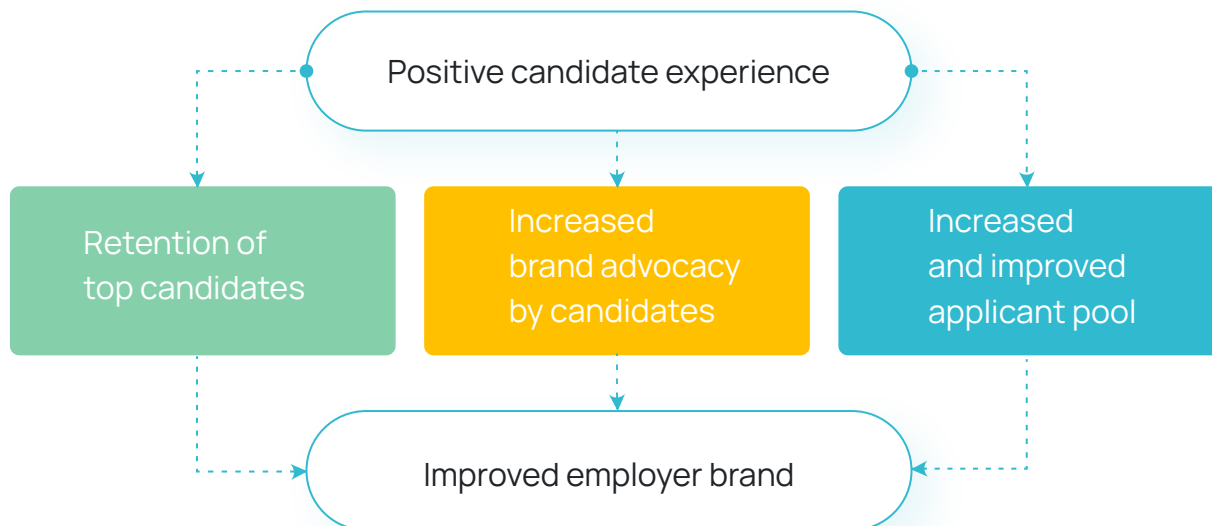 Positive candidate experience
Retention of
top candidates
Increased
brand advocacy
by candidates
Increased
and improved
applicant pool
Improved employer brand